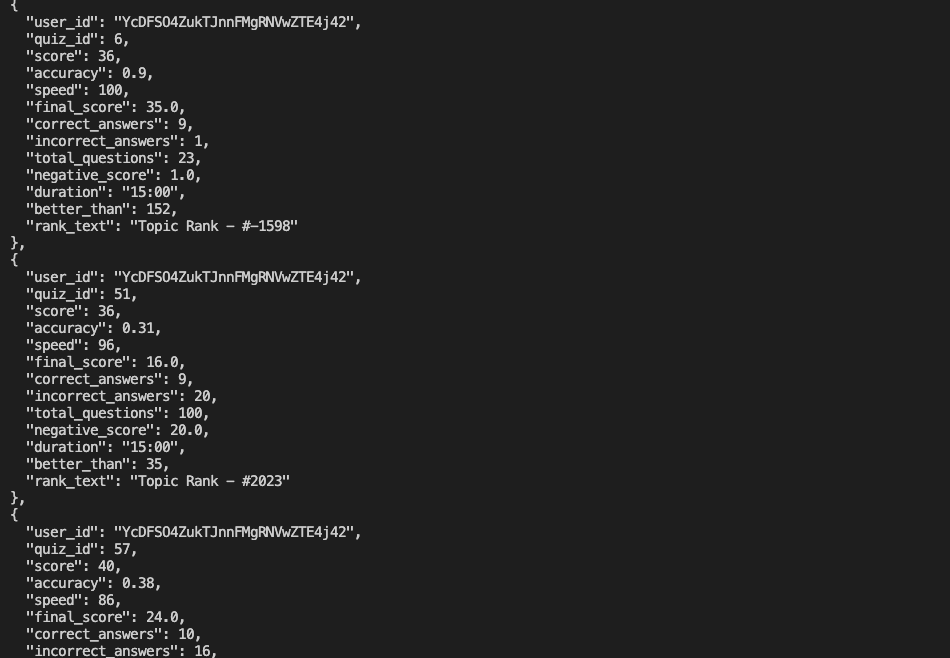 {
"user_id": "YcDFSO4ZukTJnnFMgRNVwZTE4j42",
"quiz_id": 6,
"score": 36,
"accuracy": 0.9,
"speed": 100,
"final_score": 35.0,
"correct_answers": 9,
"incorrect_answers": 1,
"total_questions": 23,
"negative_score": 1.0,
"duration": "15:00",
"better_than": 152,
"rank_text": "Topic Rank - #-1598"
},
{
"user_id": "YcDFSO4ZukTJnnFMgRNVwZTE4j42",
"quiz_id": 51,
"score": 36,
"accuracy": 0.31,
"speed": 96,
"final_score": 16.0,
"correct_answers": 9,
"incorrect_answers": 20,
"total_questions": 100,
"negative_score": 20.0,
"duration": "15:00",
"better_than": 35,
"rank_text": "Topic Rank - #2023"
},
{
"user_id": "YcDFSO4ZukTJnnFMgRNVwZTE4j42",
"quiz_id": 57,
"score": 40,
"accuracy": 0.38,
"speed": 86,
"final_score": 24.0,
"correct_answers": 10,
"incorrect_answers": 16,